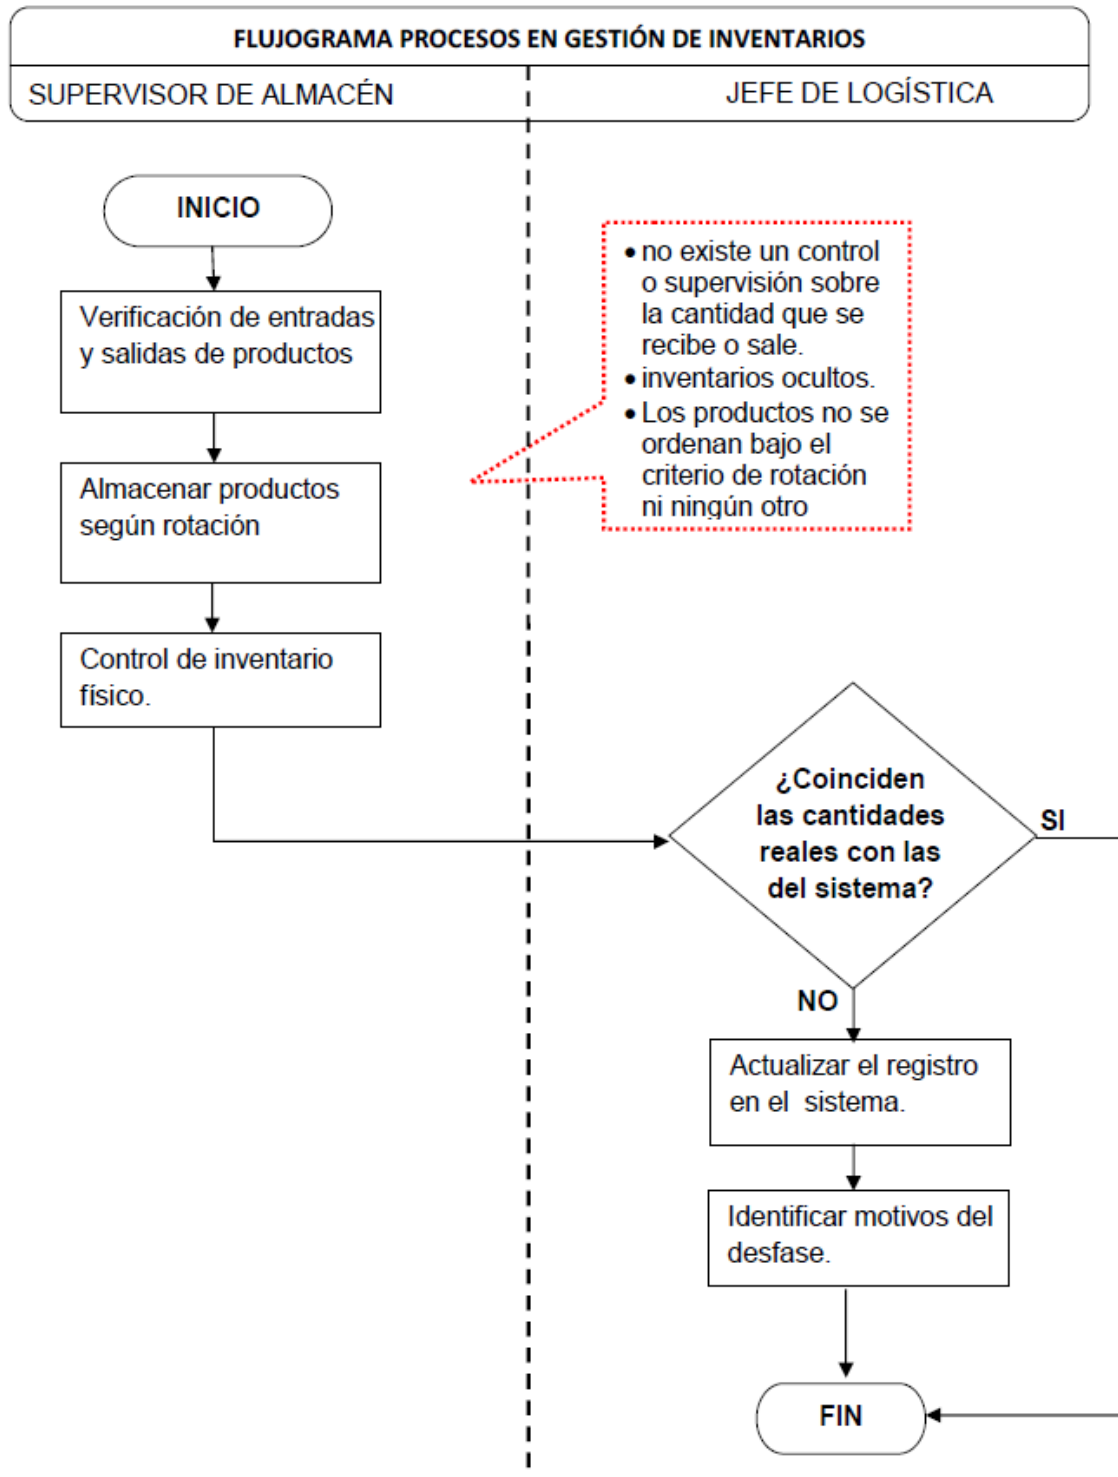 FLUJOGRAMA PROCESOS EN GESTIÓN DE INVENTARIOS
SUPERVISOR DE ALMACÉN
JEFE DE LOGÍSTICA
INICIO
Verificación de entradas
y salidas de productos
Almacenar productos
según rotación
Control de inventario
físico.
• no existe un control
o supervisión sobre
la cantidad que se
recibe o sale.
• inventarios ocultos.
• Los productos no se
ordenan bajo el
criterio de rotación
ni ningún otro
¿Coinciden
las cantidades
reales con las
del sistema?
SI
NO
Actualizar el registro
en el sistema.
Identificar motivos del
desfase.
FIN